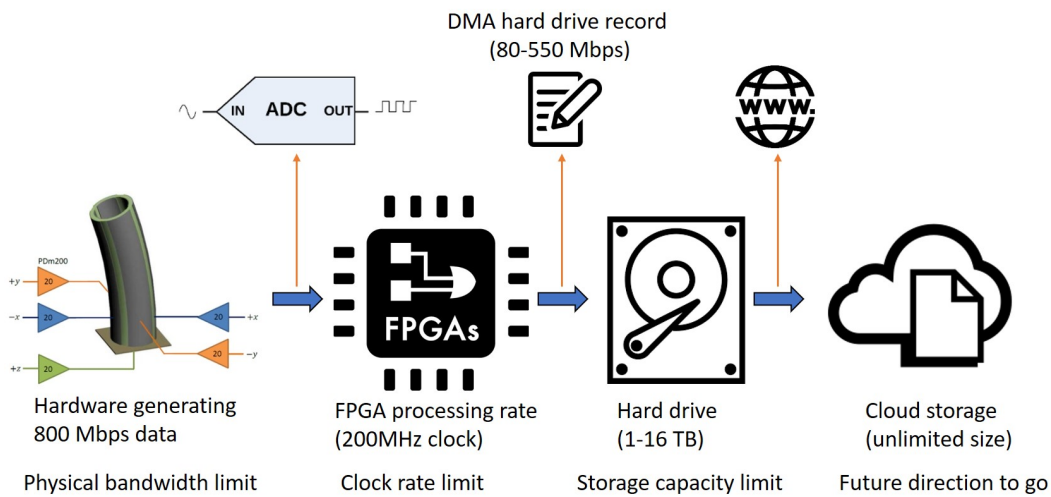 DMA hard drive record
(80-550 Mbps)
IN ADC OUT
www.
PDm200
+y 20
-x 20
20 +x
20 -y
+z 20
FPGAs
Hardware generating
800 Mbps data
FPGA processing rate
(200MHz clock)
Hard drive
(1-16 TB)
Cloud storage
(unlimited size)
Physical bandwidth limit
Clock rate limit
Storage capacity limit
Future direction to go